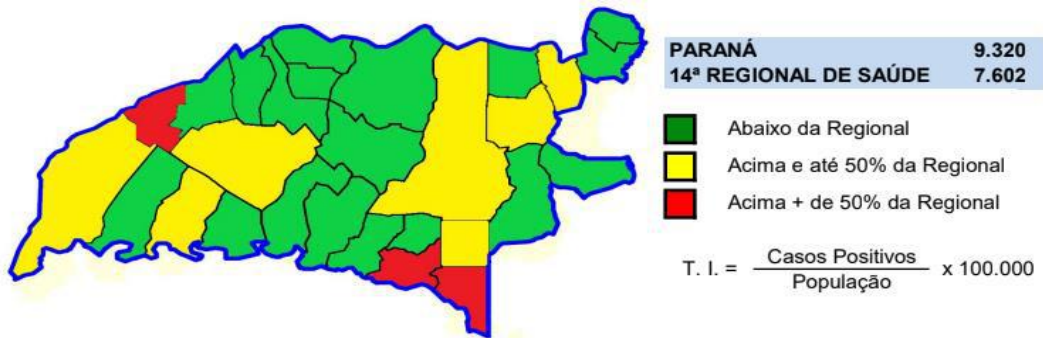 PARANÁ 9.320
14ª REGIONAL DE SAÚDE 7.602
Abaixo da Regional
Acima e até 50% da Regional
Acima + de 50% da Regional
T. I. = Casos Positivos x 100.000
População